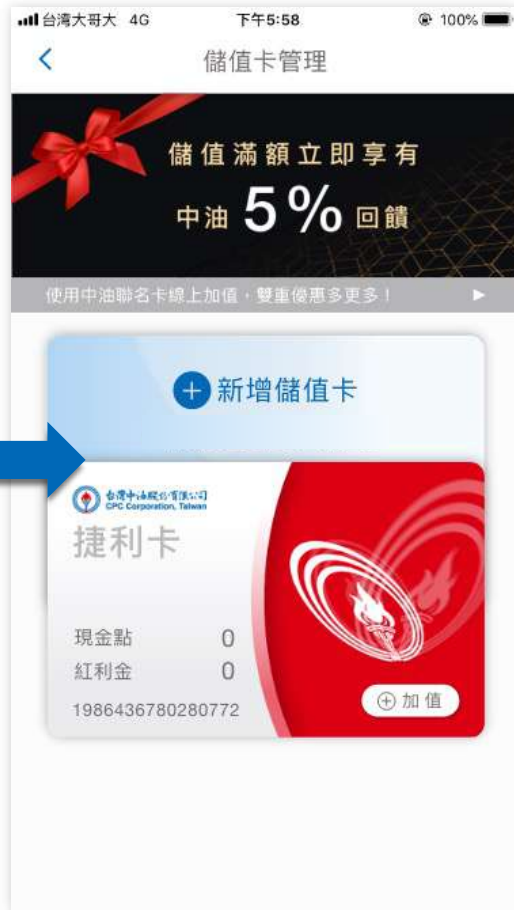 台灣大哥大 4G
下午5:58
100%
儲值卡管理
儲值滿額立即享有
中油 5% 回饋
使用中油聯名卡線上加值，雙重優惠多更多！
新增儲值卡
台灣中油股份有限公司
CPC Corporation, Taiwan
捷利卡
現金點 0
紅利金 0
1986436780280772
加值